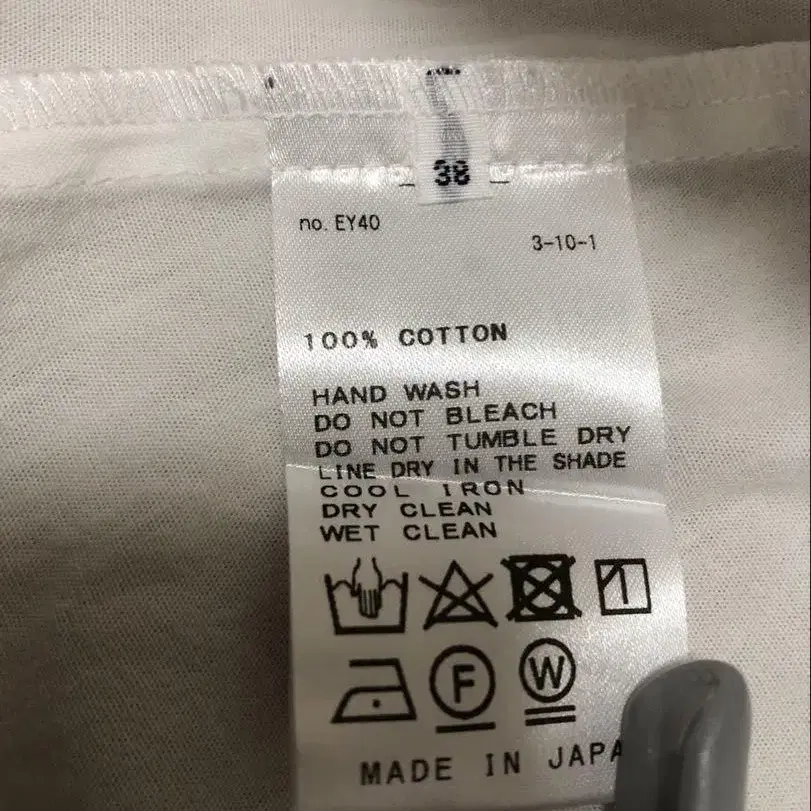 38
no. EY40
3-10-1
100% COTTON
HAND WASH
DO NOT BLEACH
DO NOT TUMBLE DRY
LINE DRY IN THE SHADE
COOL IRON
DRY CLEAN
WET CLEAN
F W
MADE IN JAPA